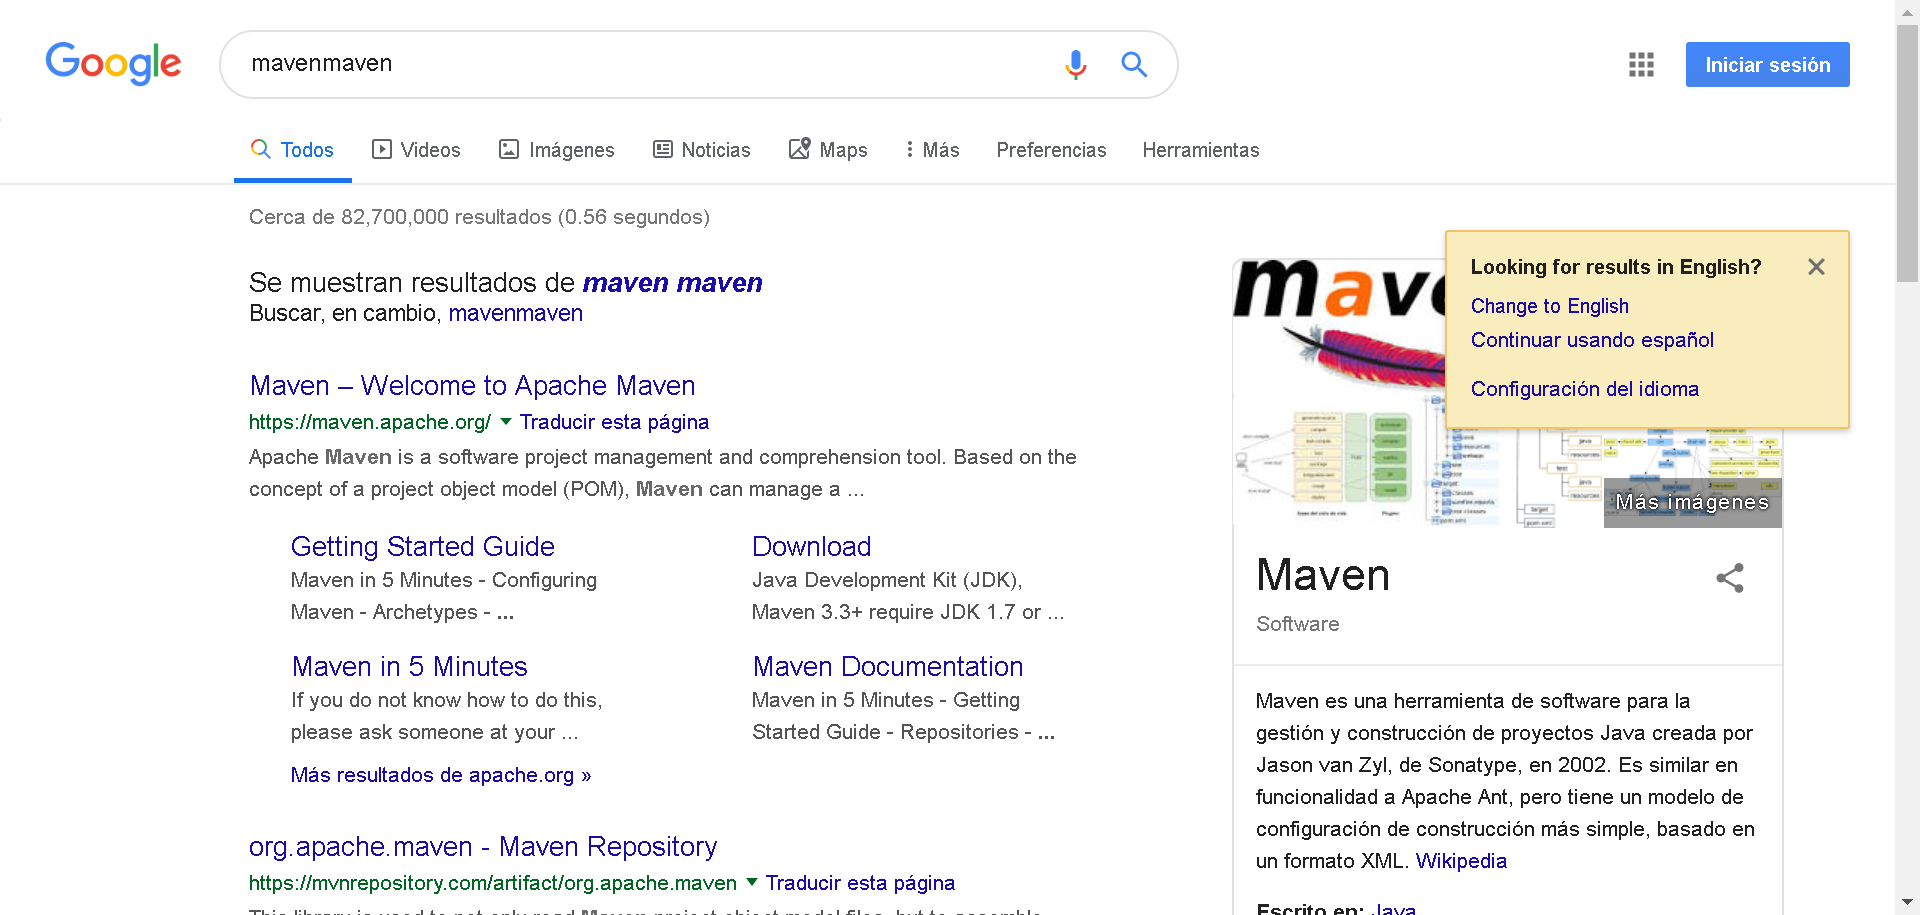 Google
mavenmaven
Iniciar sesión
Todos
Videos
Imágenes
Noticias
Maps
Más
Preferencias
Herramientas
Cerca de 82,700,000 resultados (0.56 segundos)
Se muestran resultados de maven maven
Buscar, en cambio, mavenmaven
Maven – Welcome to Apache Maven
https://maven.apache.org/ Traducir esta página
Apache Maven is a software project management and comprehension tool. Based on the
concept of a project object model (POM), Maven can manage a ...
Getting Started Guide
Maven in 5 Minutes - Configuring
Maven - Archetypes - ...
Download
Java Development Kit (JDK),
Maven 3.3+ require JDK 1.7 or ...
Maven in 5 Minutes
If you do not know how to do this,
please ask someone at your ...
Maven Documentation
Maven in 5 Minutes - Getting
Started Guide - Repositories - ...
Más resultados de apache.org »
org.apache.maven - Maven Repository
https://mvnrepository.com/artifact/org.apache.maven Traducir esta página
Looking for results in English?
Change to English
Continuar usando español
Configuración del idioma
Más imágenes
Maven
Software
Maven es una herramienta de software para la
gestión y construcción de proyectos Java creada por
Jason van Zyl, de Sonatype, en 2002. Es similar en
funcionalidad a Apache Ant, pero tiene un modelo de
configuración de construcción más simple, basado en
un formato XML. Wikipedia
Escrito en: Java